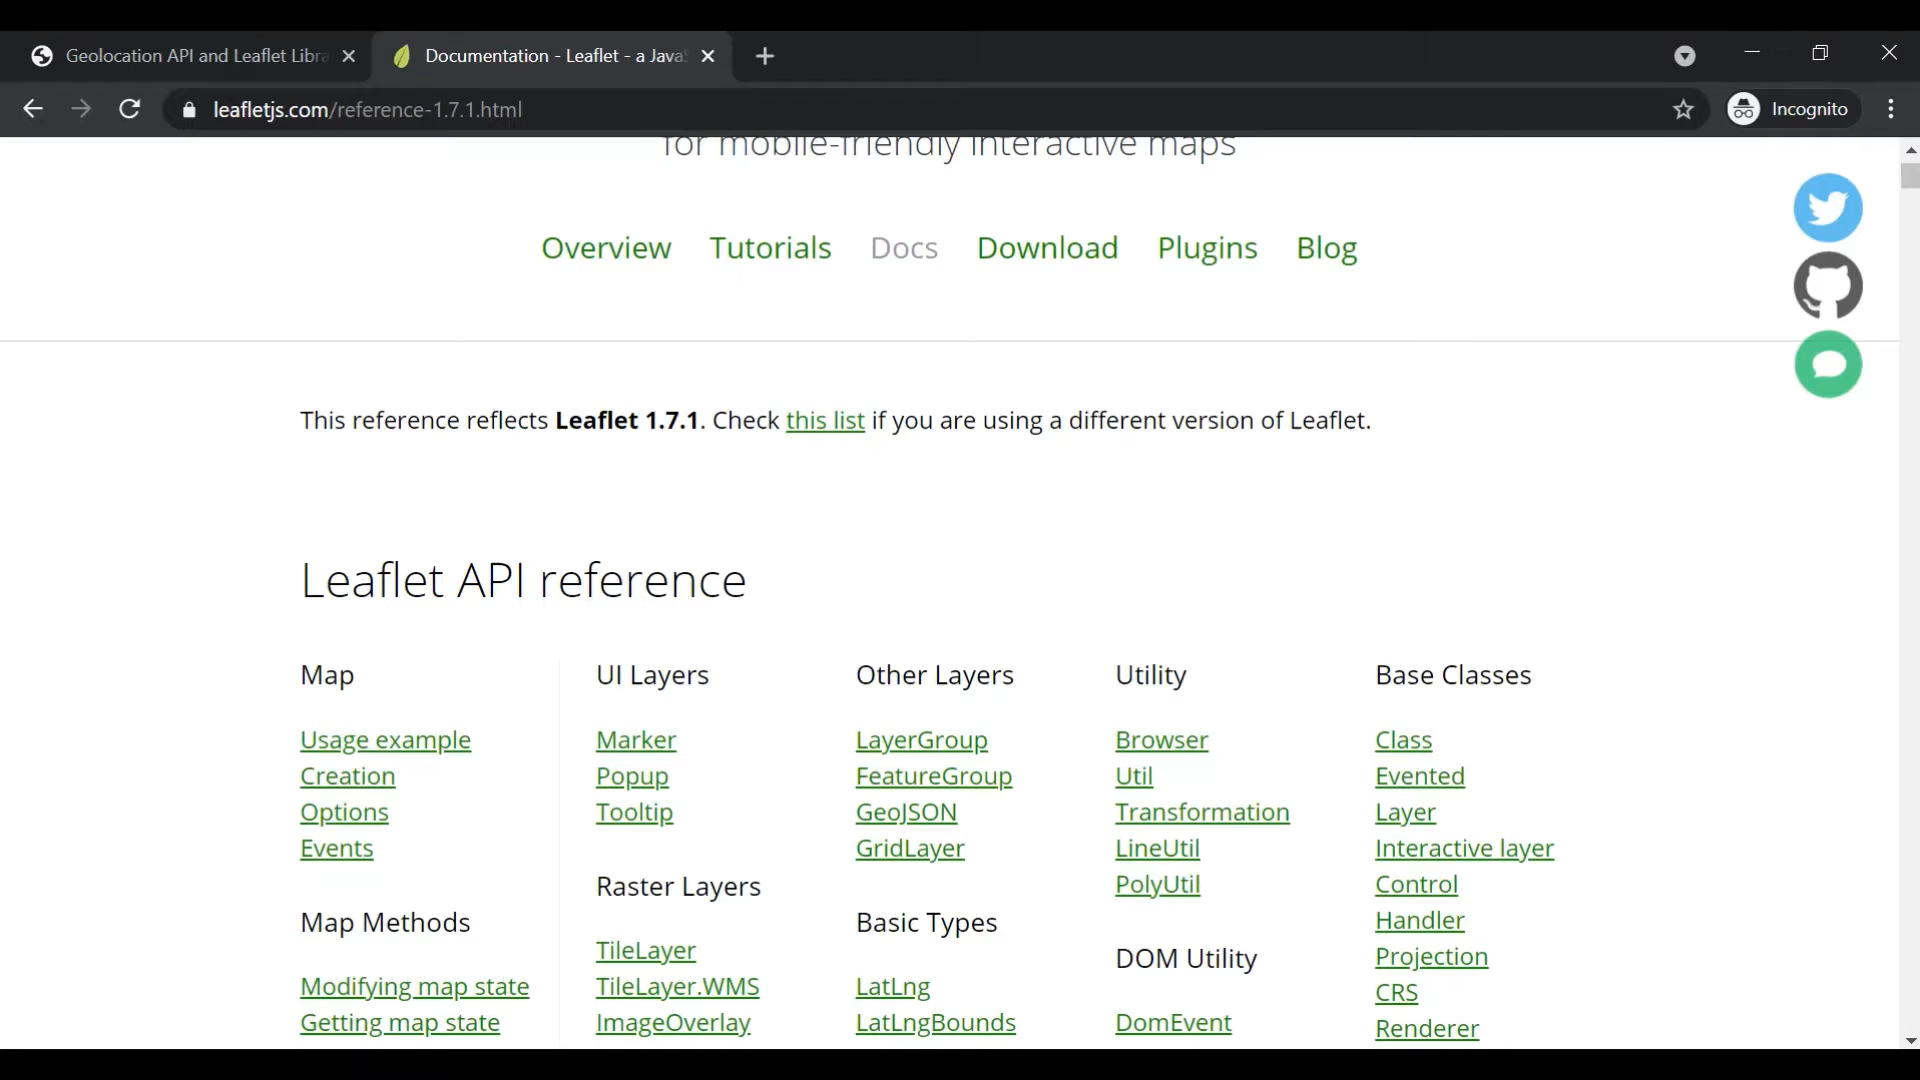 Geolocation API and Leaflet Libra
Documentation - Leaflet - a JavaS
leafletjs.com/reference-1.7.1.html
Incognito
for mobile-friendly interactive maps
Overview Tutorials Docs Download Plugins Blog
This reference reflects Leaflet 1.7.1. Check this list if you are using a different version of Leaflet.
Leaflet API reference
Map
Usage example
Creation
Options
Events
Map Methods
Modifying map state
Getting map state
UI Layers
Marker
Popup
Tooltip
Raster Layers
TileLayer
TileLayer.WMS
ImageOverlay
Other Layers
LayerGroup
FeatureGroup
GeoJSON
GridLayer
Basic Types
LatLng
LatLngBounds
Utility
Browser
Util
Transformation
LineUtil
PolyUtil
DOM Utility
DomEvent
Base Classes
Class
Evented
Layer
Interactive layer
Control
Handler
Projection
CRS
Renderer